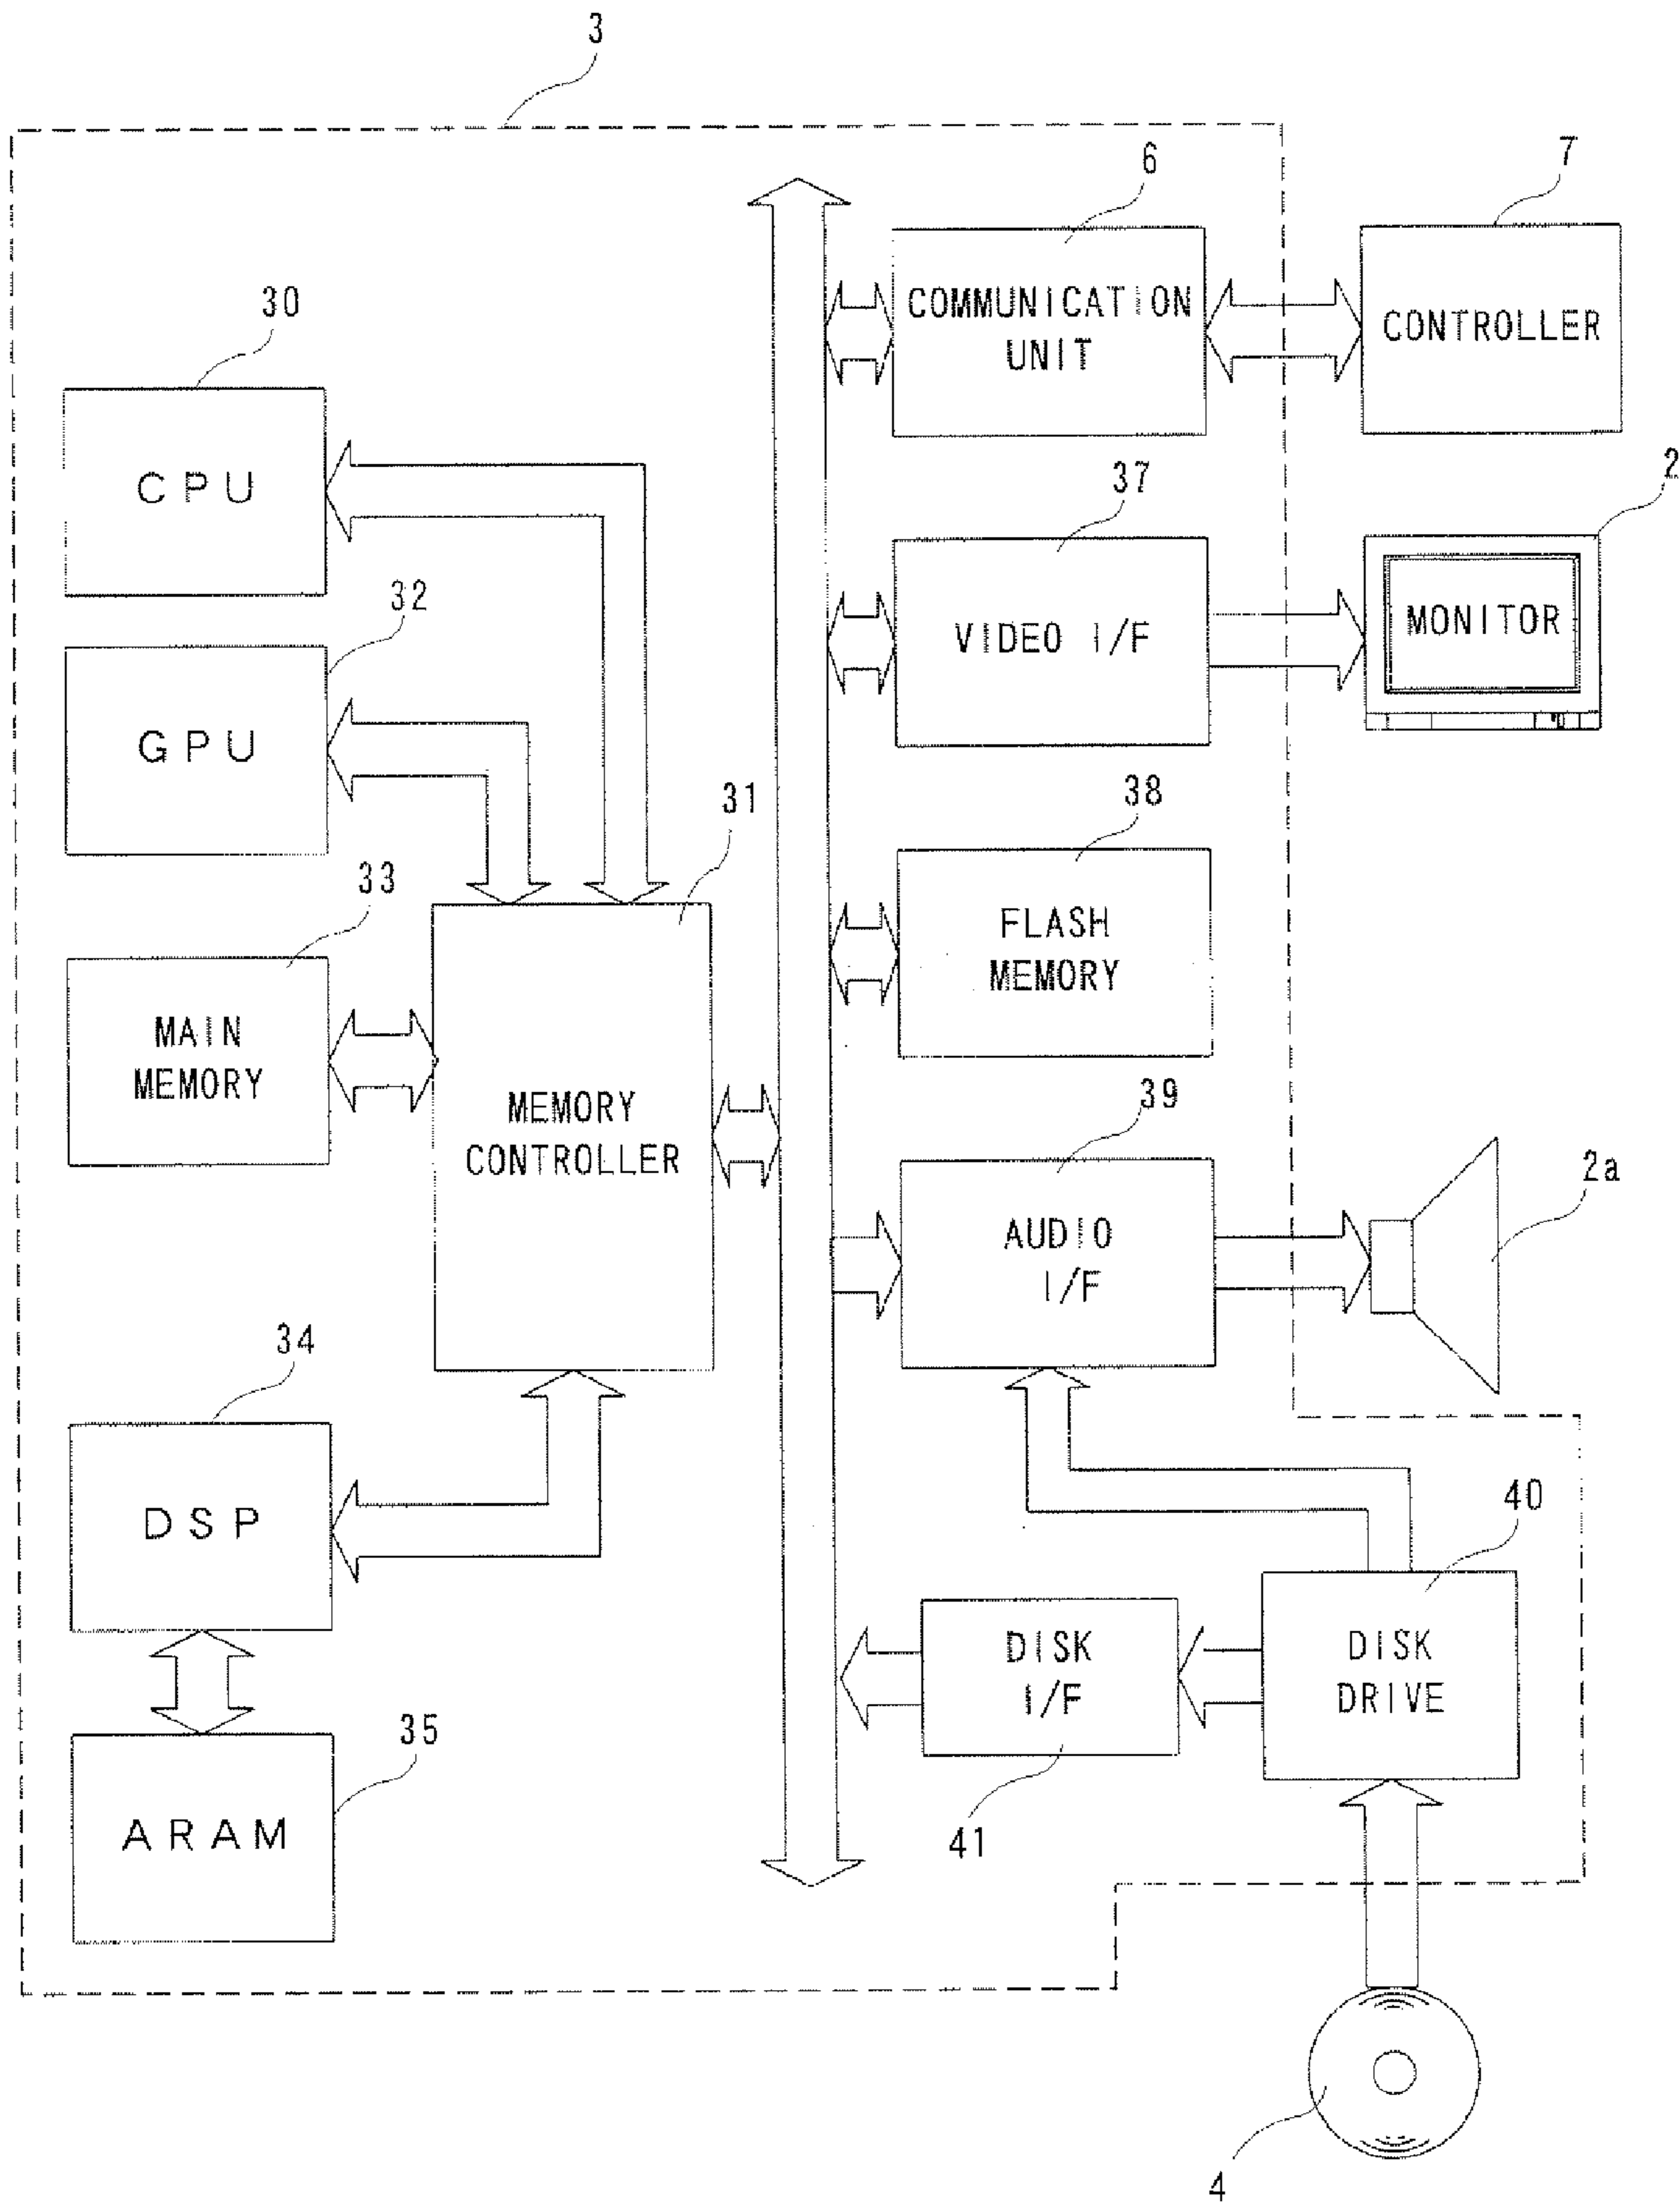 3
6
7
COMMUNICATION
UNIT
CONTROLLER
30
CPU
37
2
VIDEO I/F
MONITOR
32
GPU
31
38
FLASH
MEMORY
33
MAIN
MEMORY
MEMORY
CONTROLLER
39
AUDIO
I/F
2a
34
DSP
40
DISK
DRIVE
DISK
I/F
41
35
ARAM
4